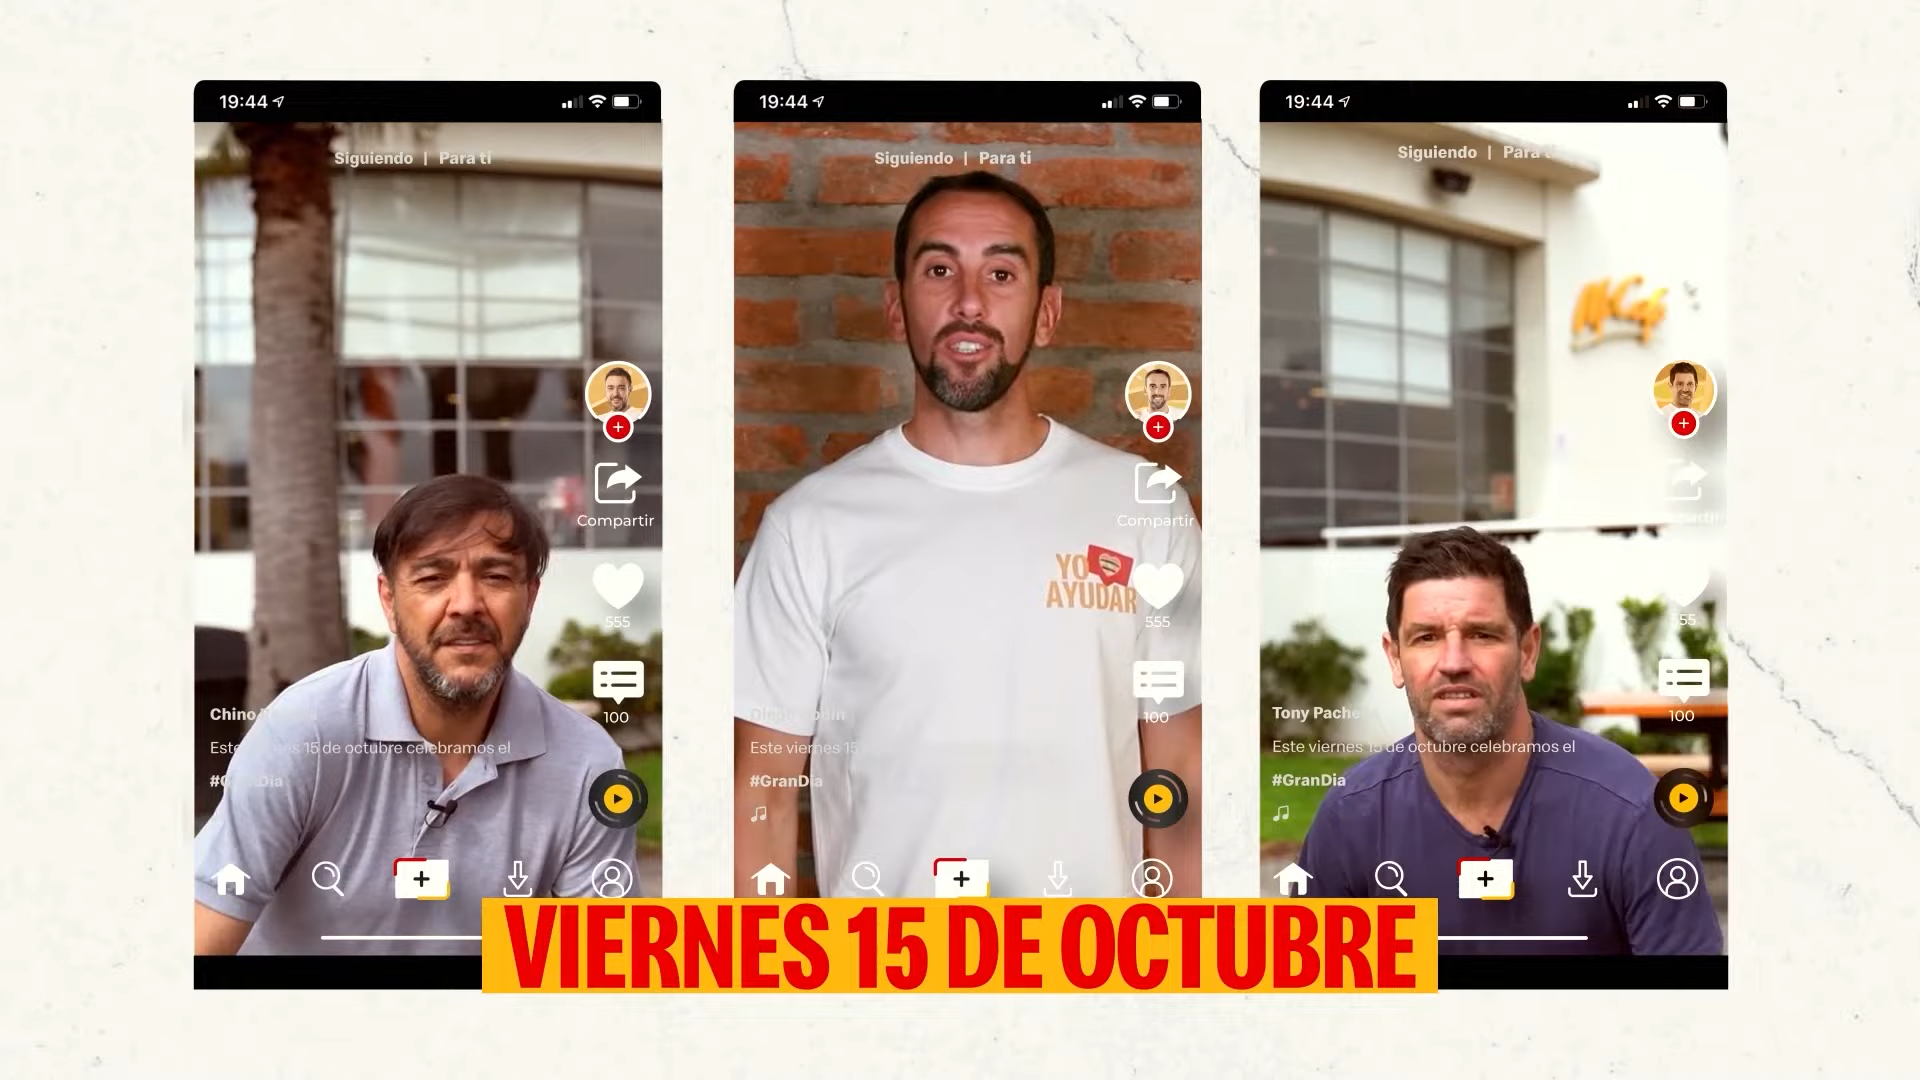 19:44
Siguiendo | Para ti
Compartir
555
100
Chino
Este 15 de octubre celebramos el
19:44
Siguiendo | Para ti
Compartir
YO
AYUDAR
555
100
Este viernes 15
#GranDia
19:44
Siguiendo | Para
McCafé
100
Tony Pache
Este viernes 15 de octubre celebramos el
#GranDia
VIERNES 15 DE OCTUBRE